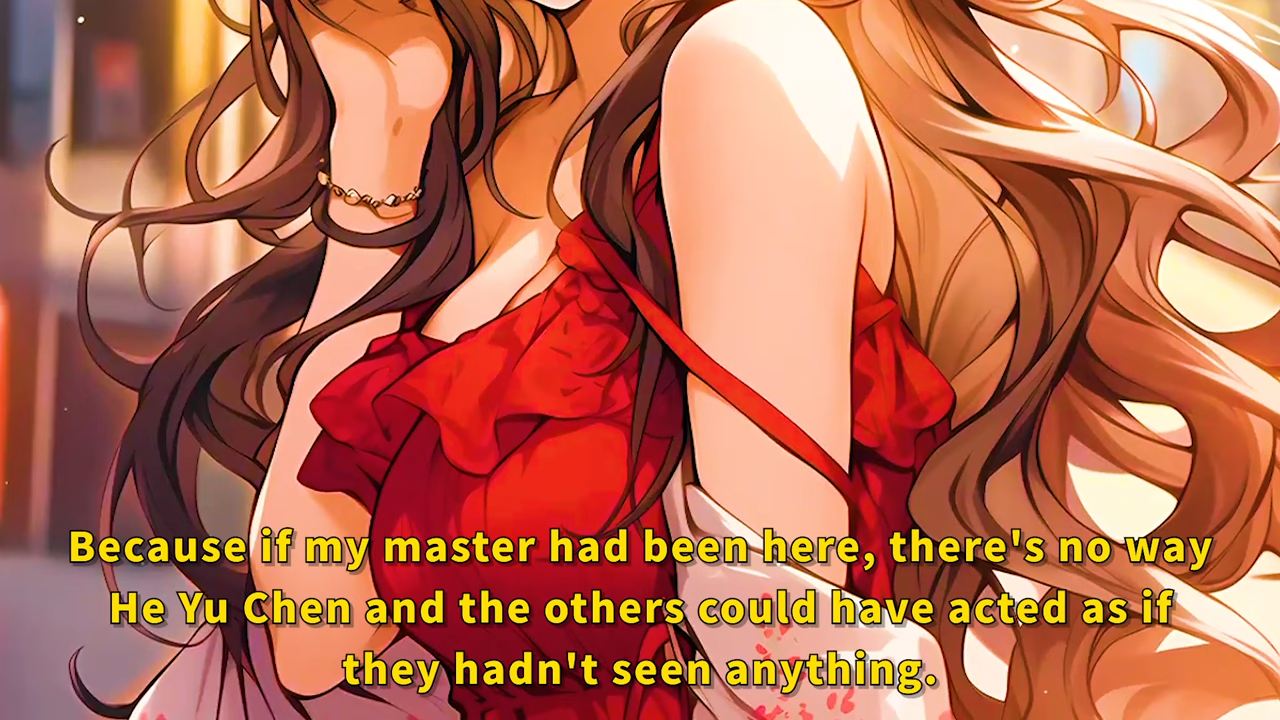 Because if my master had been here, there's no way
He Yu Chen and the others could have acted as if
they hadn't seen anything.